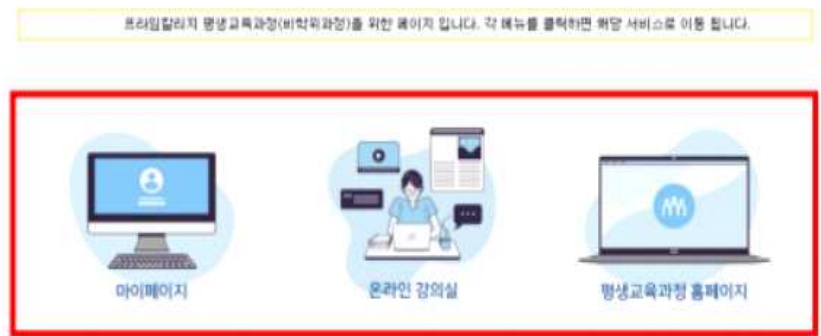 프라임칼리지 평생교육과정(비학위과정)을 위한 페이지 입니다. 각 메뉴를 클릭하면 해당 서비스로 이동 됩니다.
마이페이지
온라인 강의실
평생교육과정 홈페이지